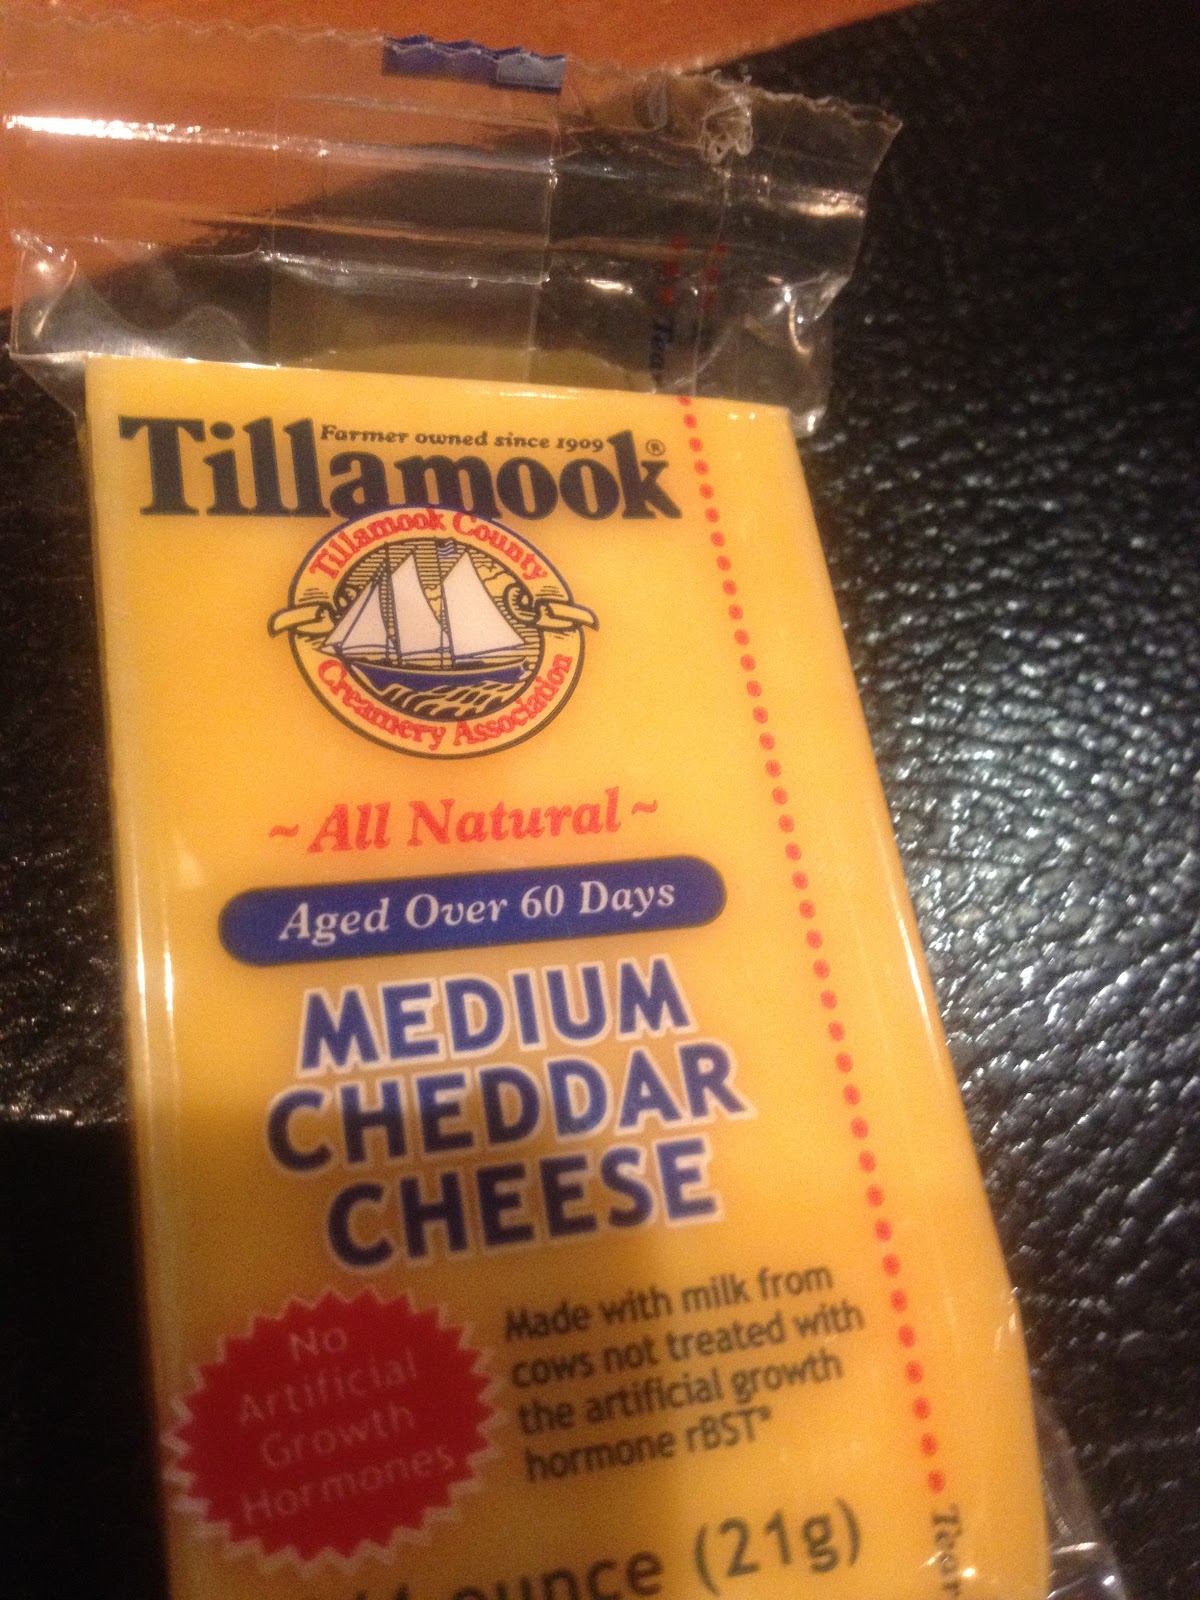 Farmer owned since 1909
Tillamook®
Tillamook County
Creamery Association
~ All Natural ~
Aged Over 60 Days
MEDIUM
CHEDDAR
CHEESE
No
Artificial
Growth
Hormones
Made with milk from
cows not treated with
the artificial growth
hormone rBST*
ounce (21g)
Tear